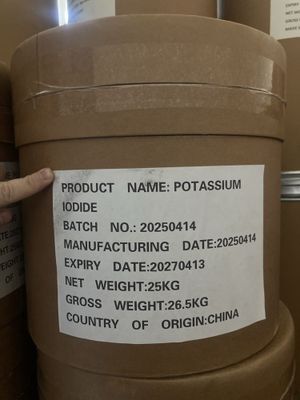 PRODUCT NAME: POTASSIUM
IODIDE
BATCH NO.: 20250414
MANUFACTURING DATE:20250414
EXPIRY DATE:20270413
NET WEIGHT:25KG
GROSS WEIGHT:26.5KG
COUNTRY OF ORIGIN:CHINA